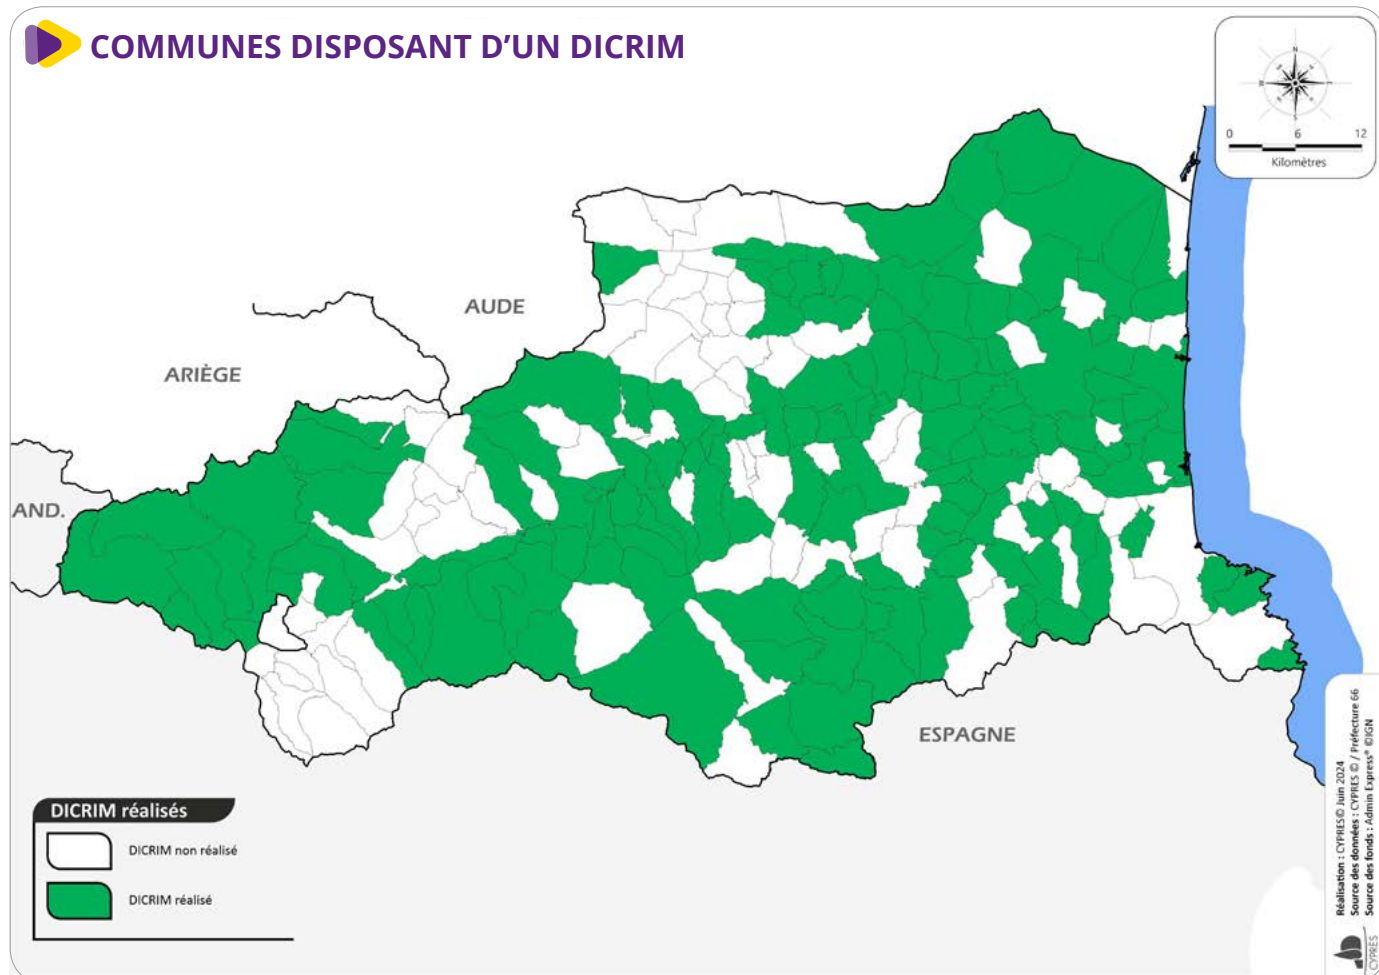 COMMUNES DISPOSANT D'UN DICRIM
N
W
E
S
0 6 12
Kilomètres
AUDE
ARIÈGE
AND.
ESPAGNE
DICRIM réalisés
DICRIM non réalisé
DICRIM réalisé
Réalisation : CYPRES© Juin 2024
Source des données : CYPRES © / Préfecture 66
Source des fonds : Admin Express® ©IGN
CYPRES